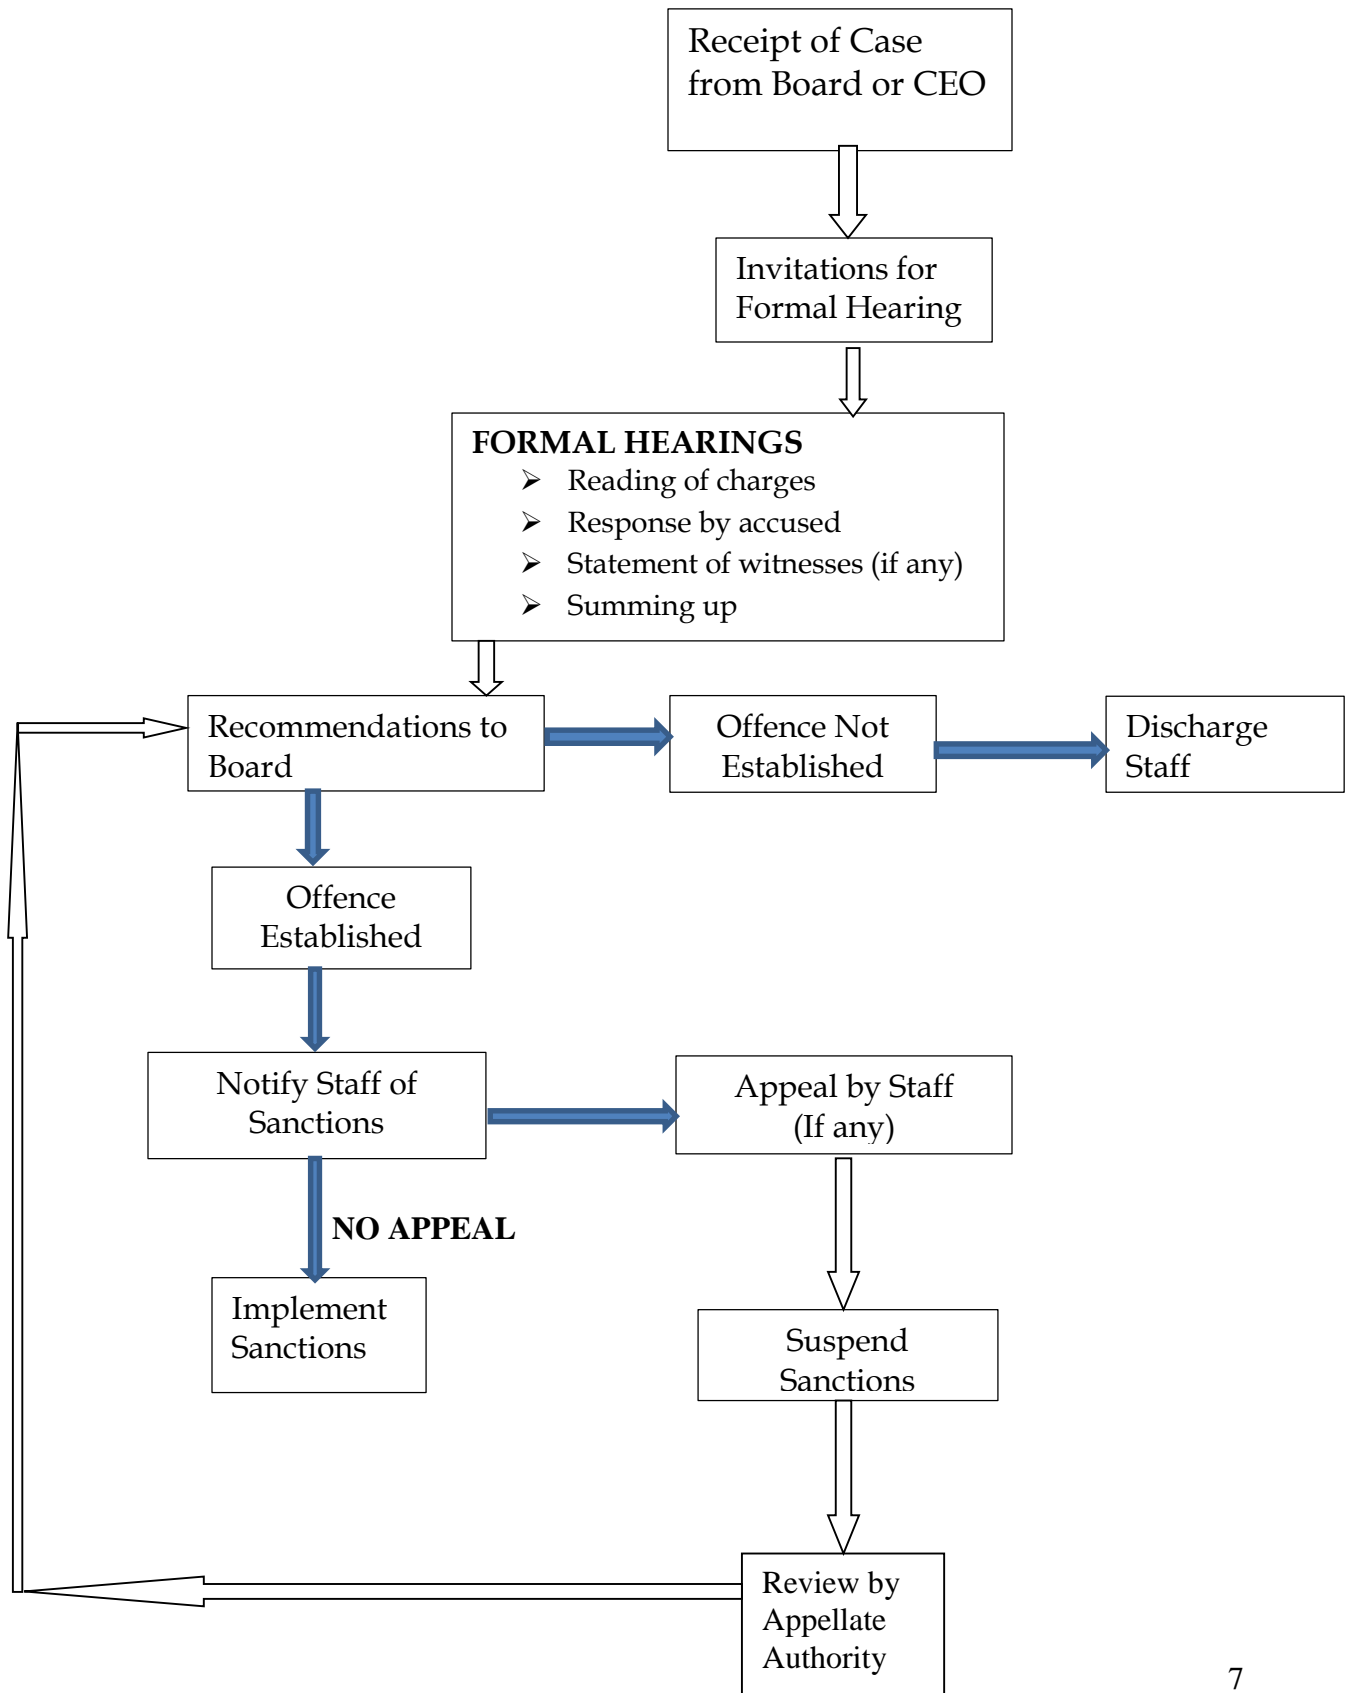 Receipt of Case
from Board or CEO
Invitations for
Formal Hearing
FORMAL HEARINGS
➢ Reading of charges
➢ Response by accused
➢ Statement of witnesses (if any)
➢ Summing up
Recommendations to
Board
Offence Not
Established
Discharge
Staff
Offence
Established
Notify Staff of
Sanctions
Appeal by Staff
(If any)
NO APPEAL
Implement
Sanctions
Suspend
Sanctions
Review by
Appellate
Authority
7